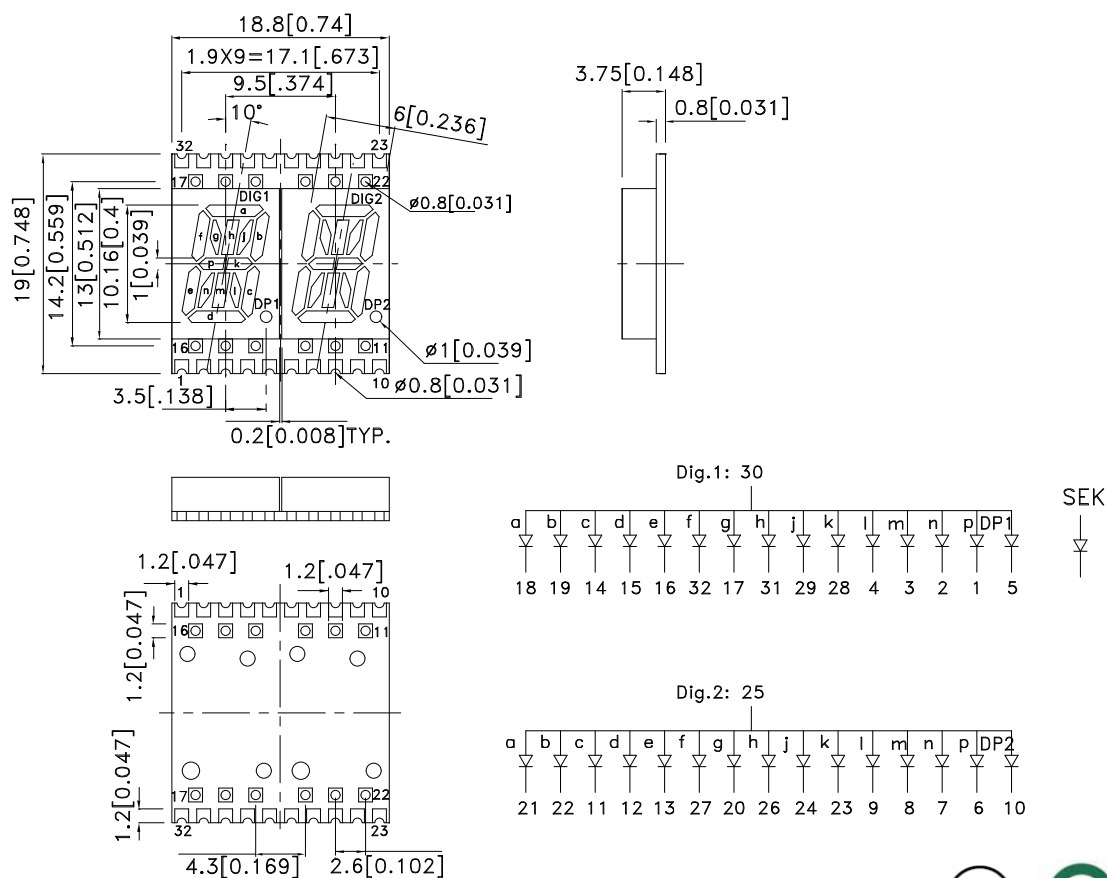 18.8[0.74]
1.9X9=17.1[.673]
9.5[.374]
10°
6[0.236]
32 23
17 22
DIG1 DIG2
a
f g h j b
p k
e n m l c
d
DP1 DP2
16 11
1 10
ø0.8[0.031]
ø1[0.039]
ø0.8[0.031]
19[0.748]
14.2[0.559]
13[0.512]
10.16[0.4]
1[0.039]
3.5[.138]
0.2[0.008]TYP.
3.75[0.148]
0.8[0.031]
1.2[.047] 1.2[.047]
1 10
16 11
1.2[0.047]
1.2[0.047]
17 22
32 23
4.3[0.169] 2.6[0.102]
Dig.1: 30
a b c d e f g h j k l m n p DP1
18 19 14 15 16 32 17 31 29 28 4 3 2 1 5
SEK
Dig.2: 25
a b c d e f g h j k l m n p DP2
21 22 11 12 13 27 20 26 24 23 9 8 7 6 10